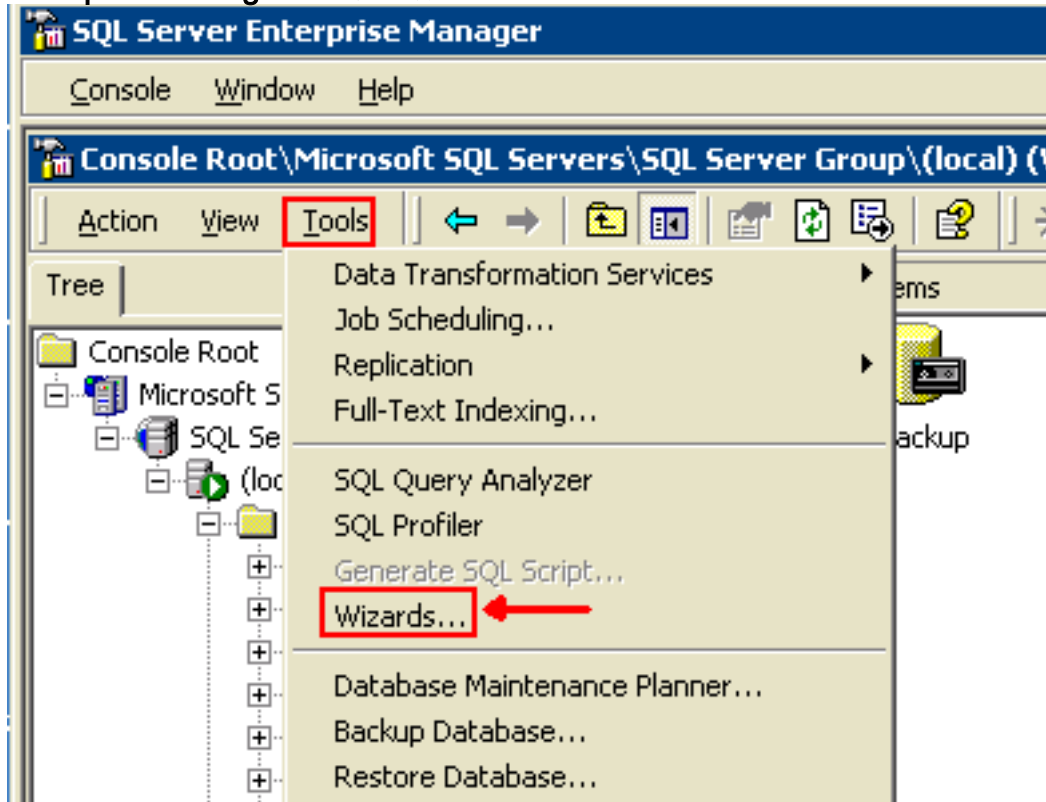 SQL Server Enterprise Manager
Console Window Help
Console Root\Microsoft SQL Servers\SQL Server Group\(local) (
Action View Tools
Tree
ems
Data Transformation Services
Job Scheduling...
Replication
Full-Text Indexing...
SQL Query Analyzer
SQL Profiler
Generate SQL Script...
Wizards...
Database Maintenance Planner...
Backup Database...
Restore Database...
Console Root
Microsoft S
SQL Se
(loc
ackup